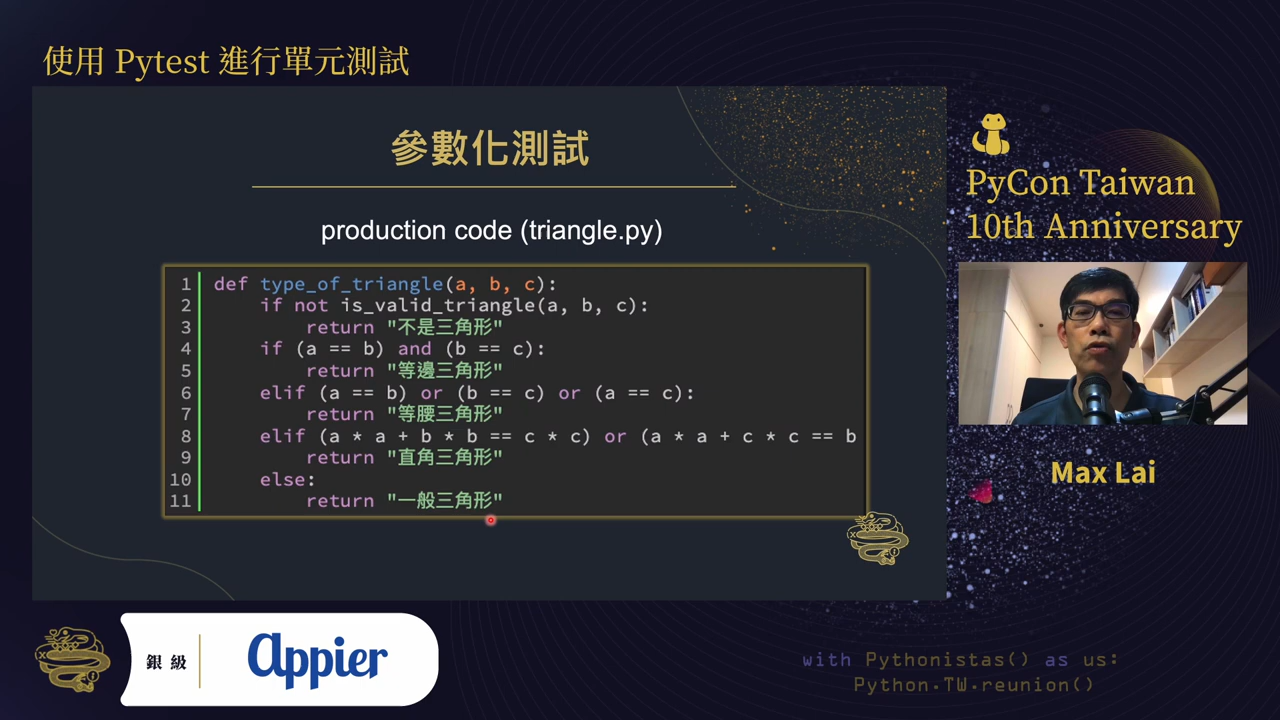 使用 Pytest 進行單元測試
參數化測試
production code (triangle.py)
1 def type_of_triangle(a, b, c):
2     if not is_valid_triangle(a, b, c):
3         return "不是三角形"
4     if (a == b) and (b == c):
5         return "等邊三角形"
6     elif (a == b) or (b == c) or (a == c):
7         return "等腰三角形"
8     elif (a * a + b * b == c * c) or (a * a + c * c == b
9         return "直角三角形"
10     else:
11         return "一般三角形"
PyCon Taiwan
10th Anniversary
Max Lai
銀級
appier
with Pythonistas() as us:
Python.TW.reunion()